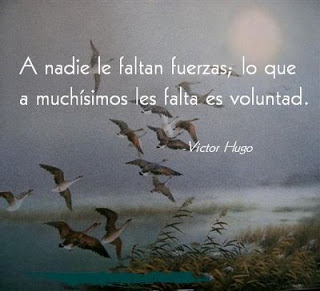 A nadie le faltan fuerzas; lo que
a muchísimos les falta es voluntad.
-Victor Hugo